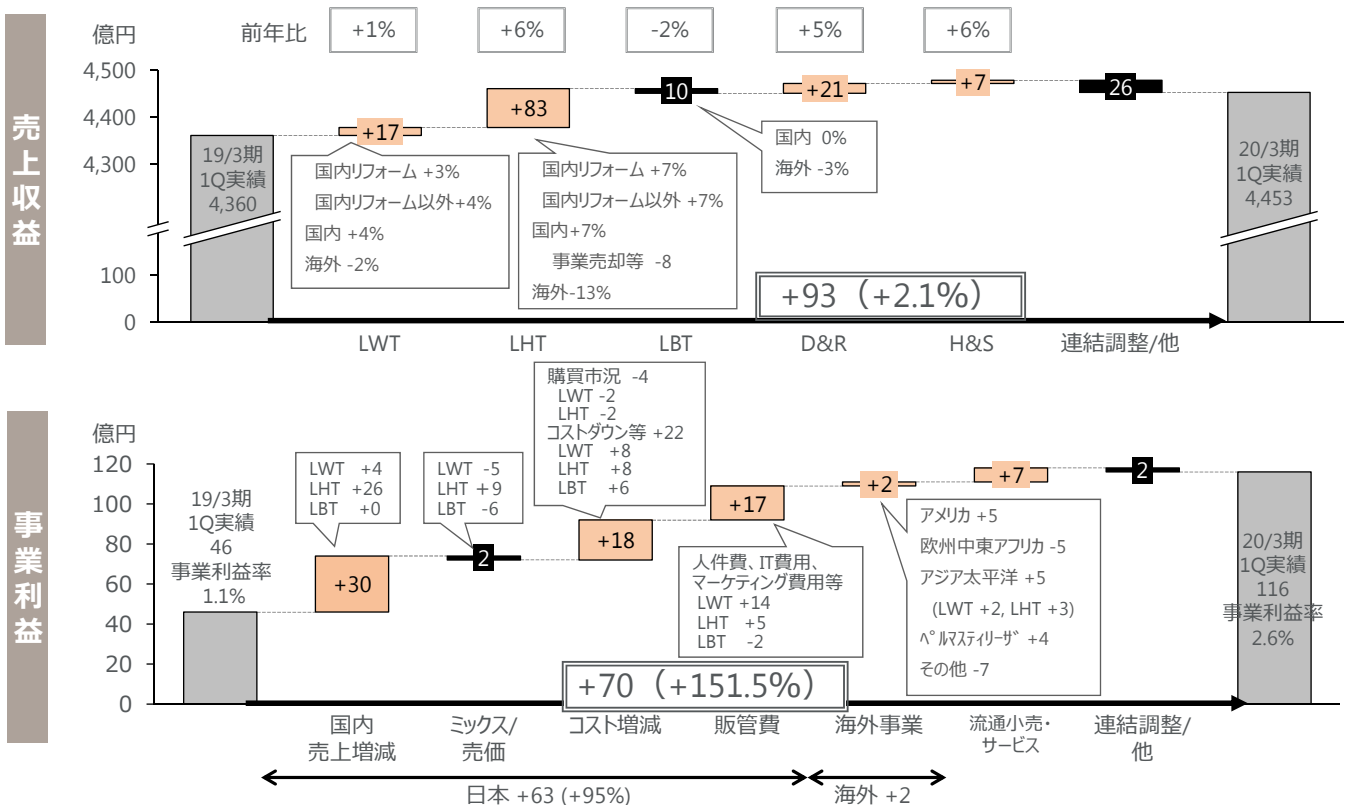 売上収益
億円
前年比 +1% +6% -2% +5% +6%
4,500
4,400
4,300
100
0
19/3期
1Q実績
4,360
+17
+83
10
+21
+7
26
20/3期
1Q実績
4,453
国内リフォーム +3%
国内リフォーム以外+4%
国内 +4%
海外 -2%
国内リフォーム +7%
国内リフォーム以外 +7%
国内+7%
事業売却等 -8
海外-13%
国内 0%
海外 -3%
+93（+2.1%）
LWT LHT LBT D&R H&S 連結調整/他
事業利益
億円
120
100
80
60
40
20
0
19/3期
1Q実績
46
事業利益率
1.1%
+30
2
+18
+17
+2
+7
2
20/3期
1Q実績
116
事業利益率
2.6%
LWT +4
LHT +26
LBT +0
LWT -5
LHT +9
LBT -6
購買市況 -4
LWT -2
LHT -2
コストダウン等 +22
LWT +8
LHT +8
LBT +6
人件費、IT費用、
マーケティング費用等
LWT +14
LHT +5
LBT -2
アメリカ +5
欧州中東アフリカ -5
アジア太平洋 +5
(LWT +2, LHT +3)
ペルマスティリーザ +4
その他 -7
+70（+151.5%）
国内
売上増減
ミックス/
売価
コスト増減
販管費
海外事業
流通小売・
サービス
連結調整/
他
日本 +63 (+95%)
海外 +2